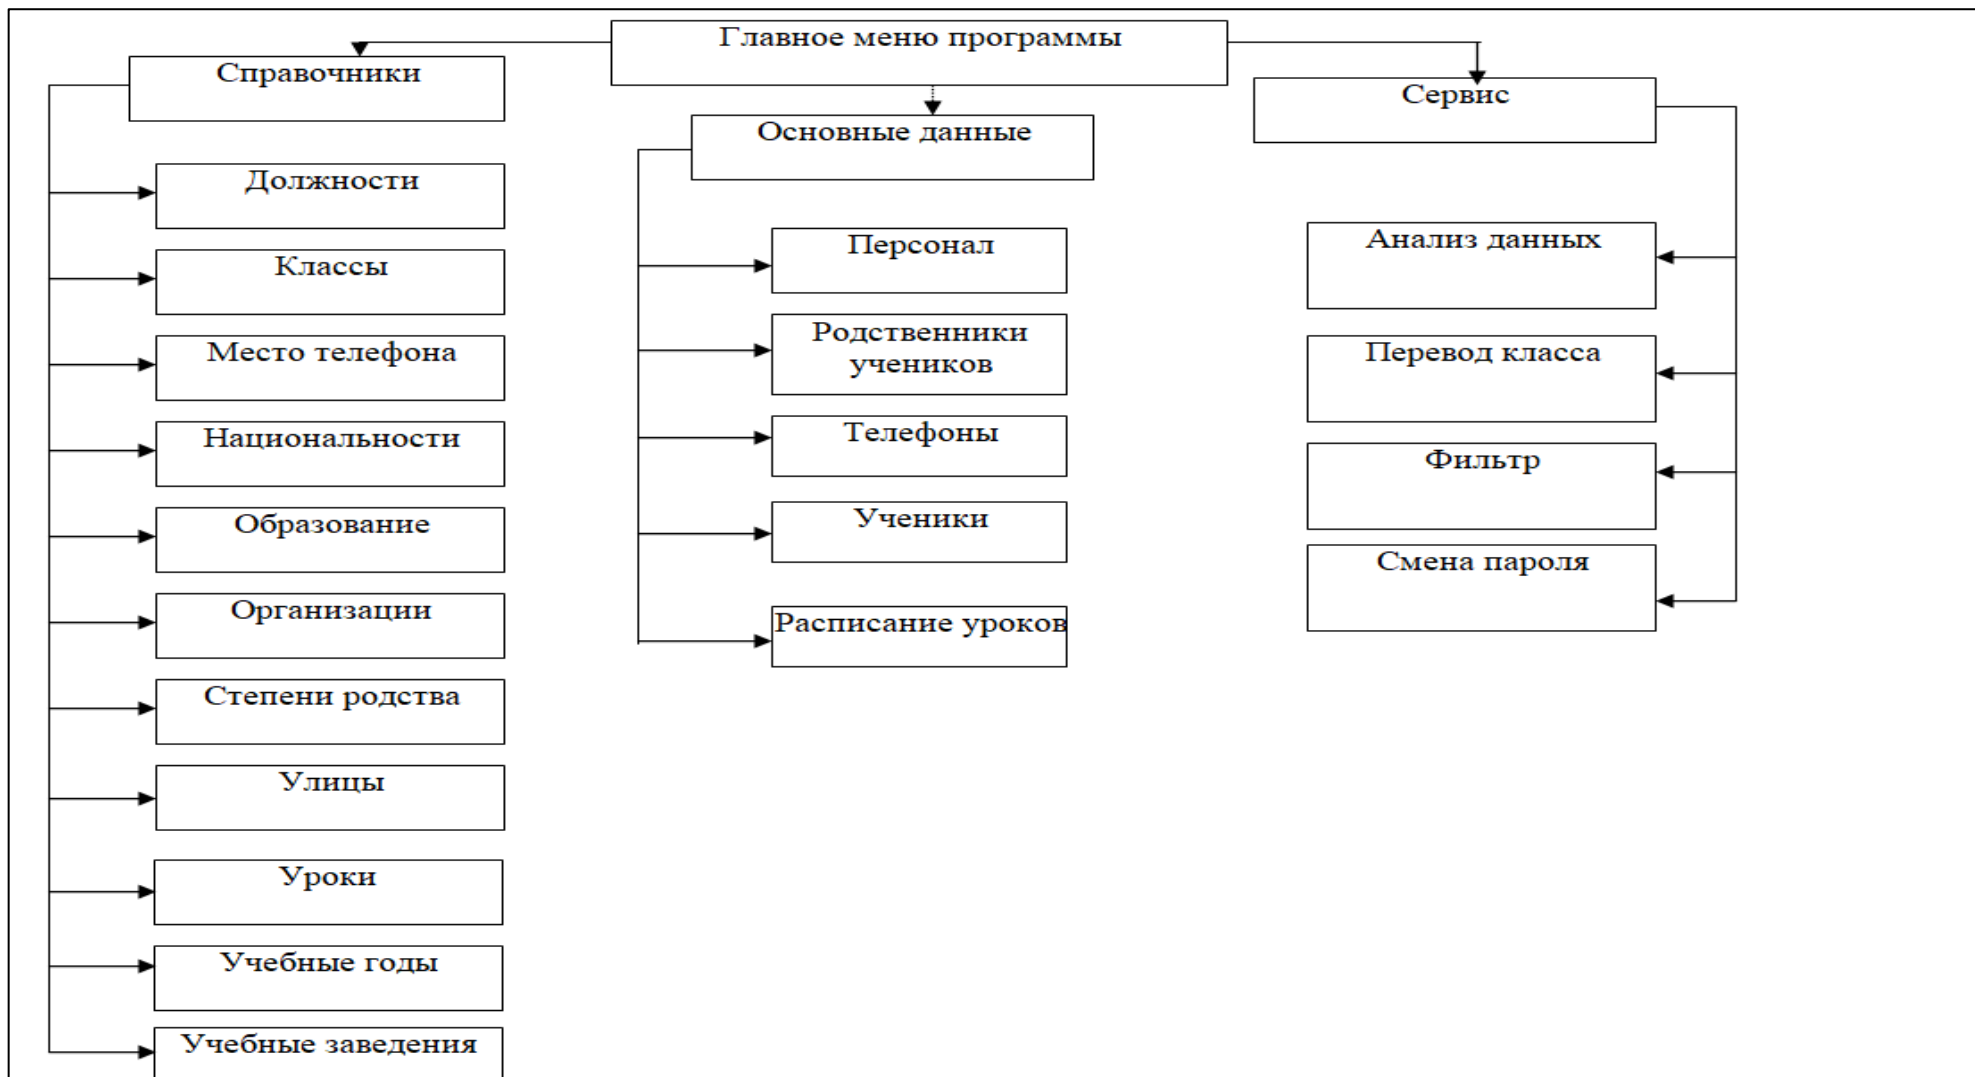 Главное меню программы
Справочники
Должности
Классы
Место телефона
Национальности
Образование
Организации
Степени родства
Улицы
Уроки
Учебные годы
Учебные заведения
Основные данные
Персонал
Родственники
учеников
Телефоны
Ученики
Расписание уроков
Сервис
Анализ данных
Перевод класса
Фильтр
Смена пароля